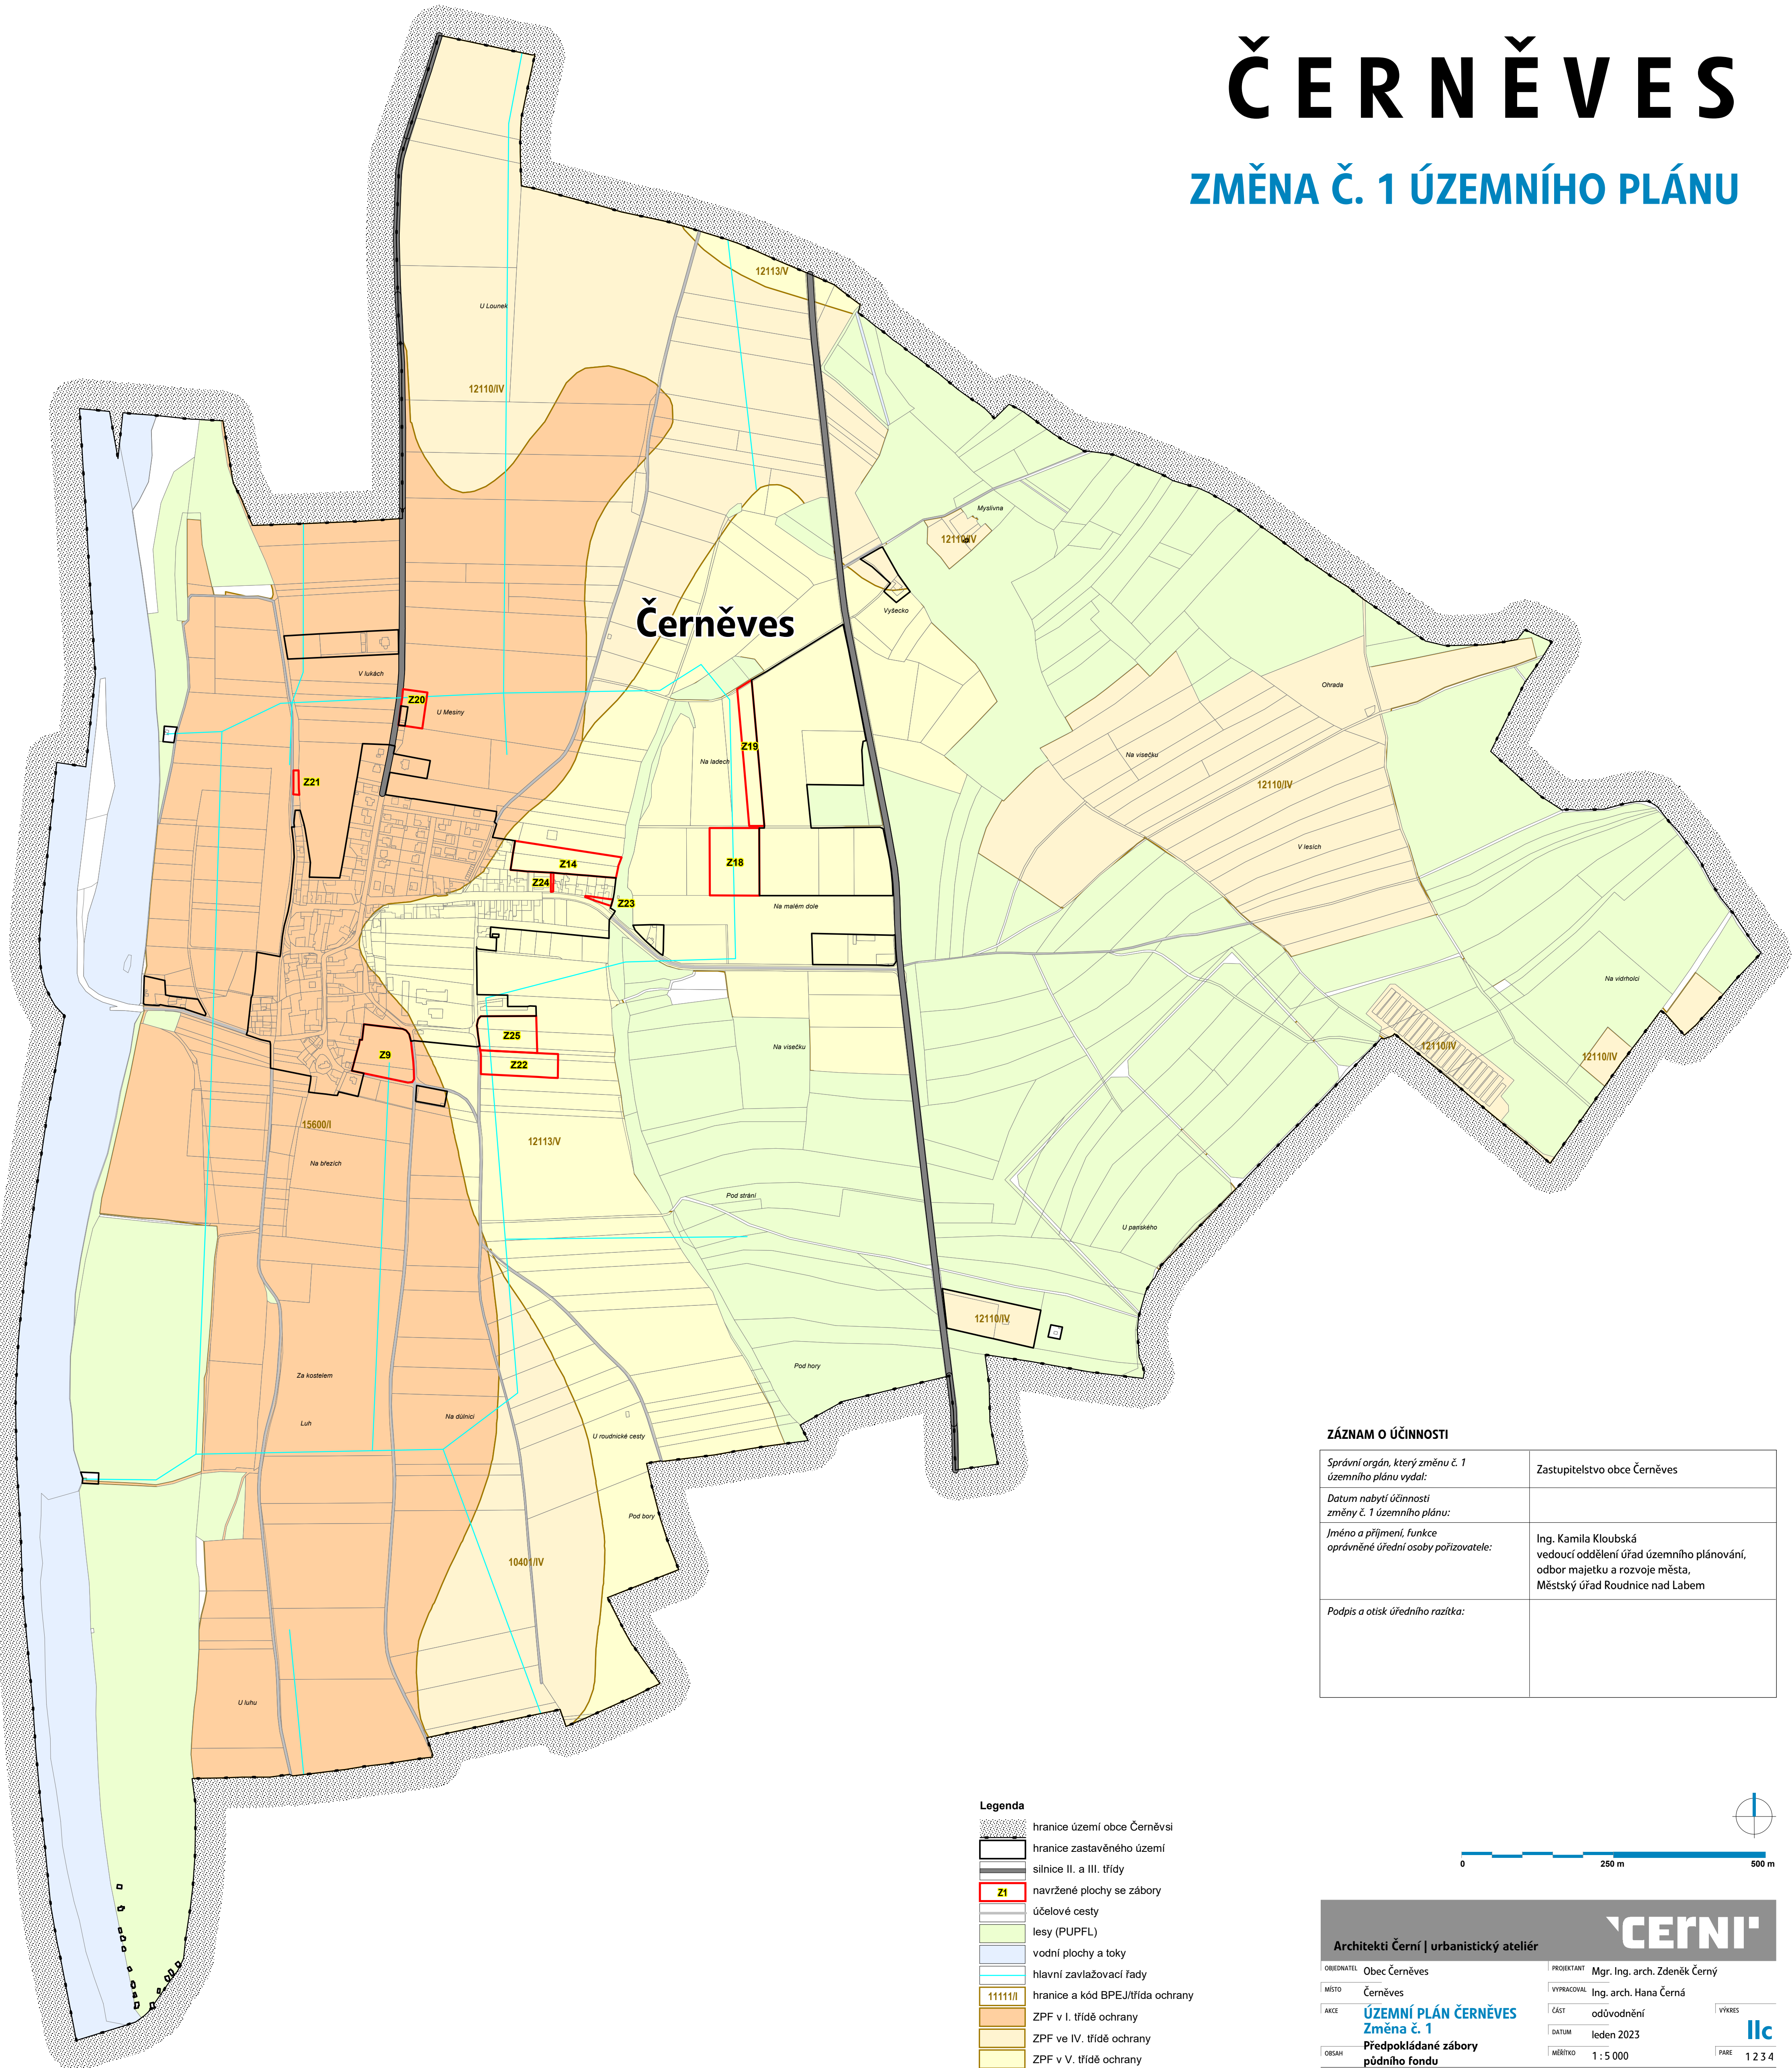 ČERNĚVES
ZMĚNA Č. 1 ÚZEMNÍHO PLÁNU
12113/V
U Lounek
12110/IV
Myslivna
12110/IV
Vyšecko
Černěves
V lukách
Z20
U Mesiny
Ohrada
Z19
Na ladech
Na visečku
Z21
12110/IV
V lesích
Z14
Z18
Z24
Z23
Na malém dole
Na vidrholci
Z25
Z9
Z22
Na visečku
12110/IV
12110/IV
15600/I
12113/V
Na březích
Pod strání
U panského
12110/IV
Pod hory
Za kostelem
Luh
Na důlnici
U roudnické cesty
Pod bory
10401/IV
U luhu
ZÁZNAM O ÚČINNOSTI
Správní orgán, který změnu č. 1
územního plánu vydal:
Zastupitelstvo obce Černěves
Datum nabytí účinnosti
změny č. 1 územního plánu:
Jméno a příjmení, funkce
oprávněné úřední osoby pořizovatele:
Ing. Kamila Kloubská
vedoucí oddělení úřad územního plánování,
odbor majetku a rozvoje města,
Městský úřad Roudnice nad Labem
Podpis a otisk úředního razítka:
Legenda
hranice území obce Černěvsi
hranice zastavěného území
silnice II. a III. třídy
Z1 navržené plochy se zábory
účelové cesty
lesy (PUPFL)
vodní plochy a toky
hlavní zavlažovací řady
11111/I hranice a kód BPEJ/třída ochrany
ZPF v I. třídě ochrany
ZPF ve IV. třídě ochrany
ZPF v V. třídě ochrany
0 250 m 500 m
Architekti Černí | urbanistický ateliér
ČERNÍ
OBJEDNATEL Obec Černěves
PROJEKTANT Mgr. Ing. arch. Zdeněk Černý
MÍSTO Černěves
VYPRACOVAL Ing. arch. Hana Černá
AKCE ÚZEMNÍ PLÁN ČERNĚVES
Změna č. 1
ČÁST odůvodnění
VÝKRES
IIc
DATUM leden 2023
OBSAH Předpokládané zábory
půdního fondu
MĚŘÍTKO 1 : 5 000
PARE 1 2 3 4